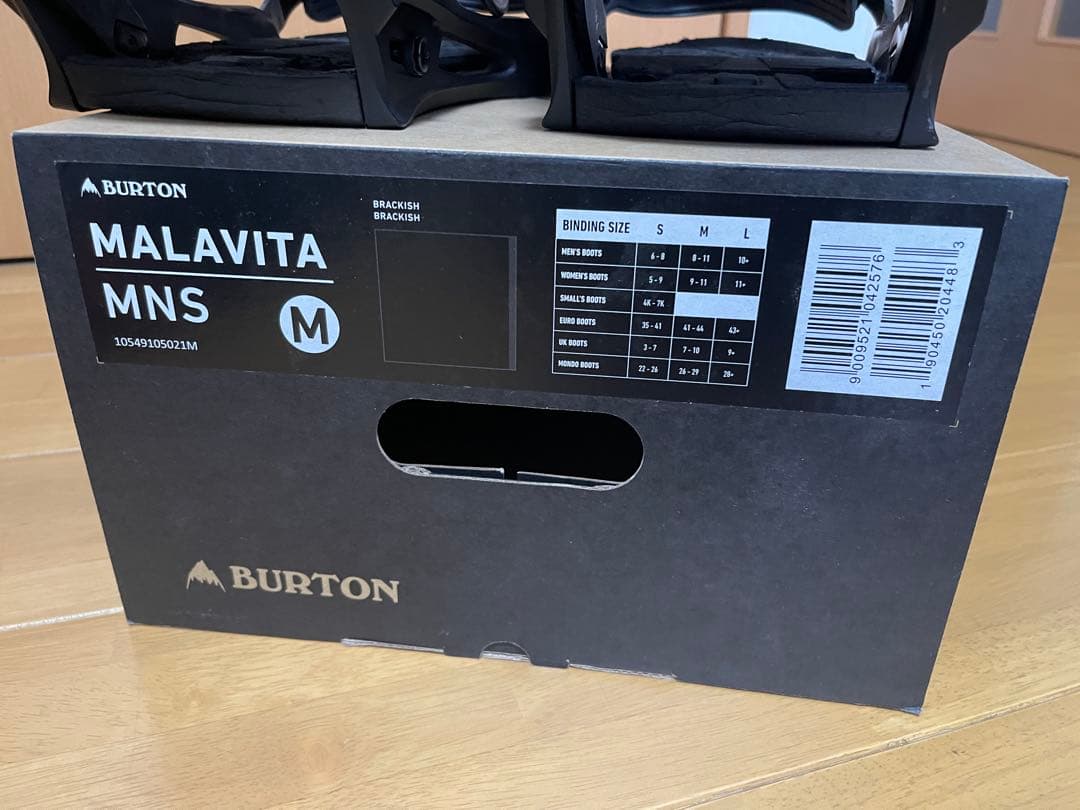 BURTON
MALAVITA
MNS
M
10549105021M
BRACKISH
BRACKISH
BINDING SIZE S M L
MEN'S BOOTS 6 - 8 8 - 11 10+
WOMEN'S BOOTS 5 - 9 9 - 11 11+
SMALL'S BOOTS 4K - 7K
EURO BOOTS 35 - 41 41 - 44 43+
UK BOOTS 3 - 7 7 - 10 9+
MONDO BOOTS 22 - 26 26 - 29 28+
9 009521 042576
1 90450 20448 3
BURTON